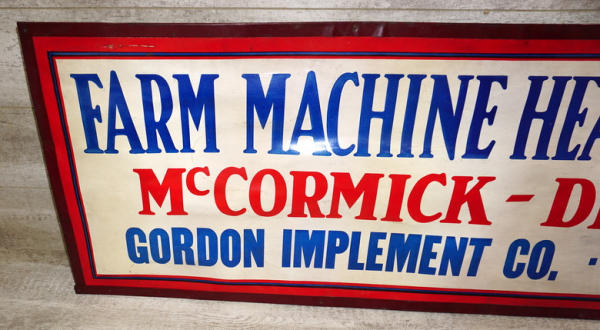 FARM MACHINE HEA
McCORMICK - D
GORDON IMPLEMENT CO. ·